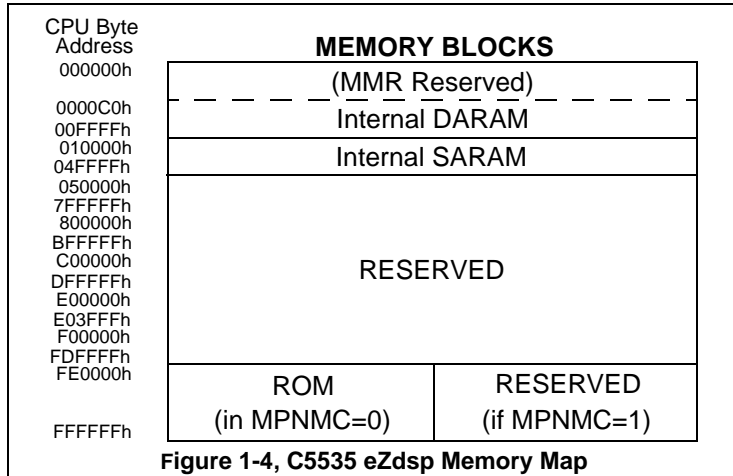 CPU Byte
Address
MEMORY BLOCKS
000000h
(MMR Reserved)
0000C0h
Internal DARAM
00FFFFh
010000h
Internal SARAM
04FFFFh
050000h
7FFFFFh
800000h
BFFFFFh
C00000h
RESERVED
DFFFFFh
E00000h
E03FFFh
F00000h
FDFFFFh
FE0000h
ROM
RESERVED
(in MPNMC=0)
(if MPNMC=1)
FFFFFFh
Figure 1-4, C5535 eZdsp Memory Map